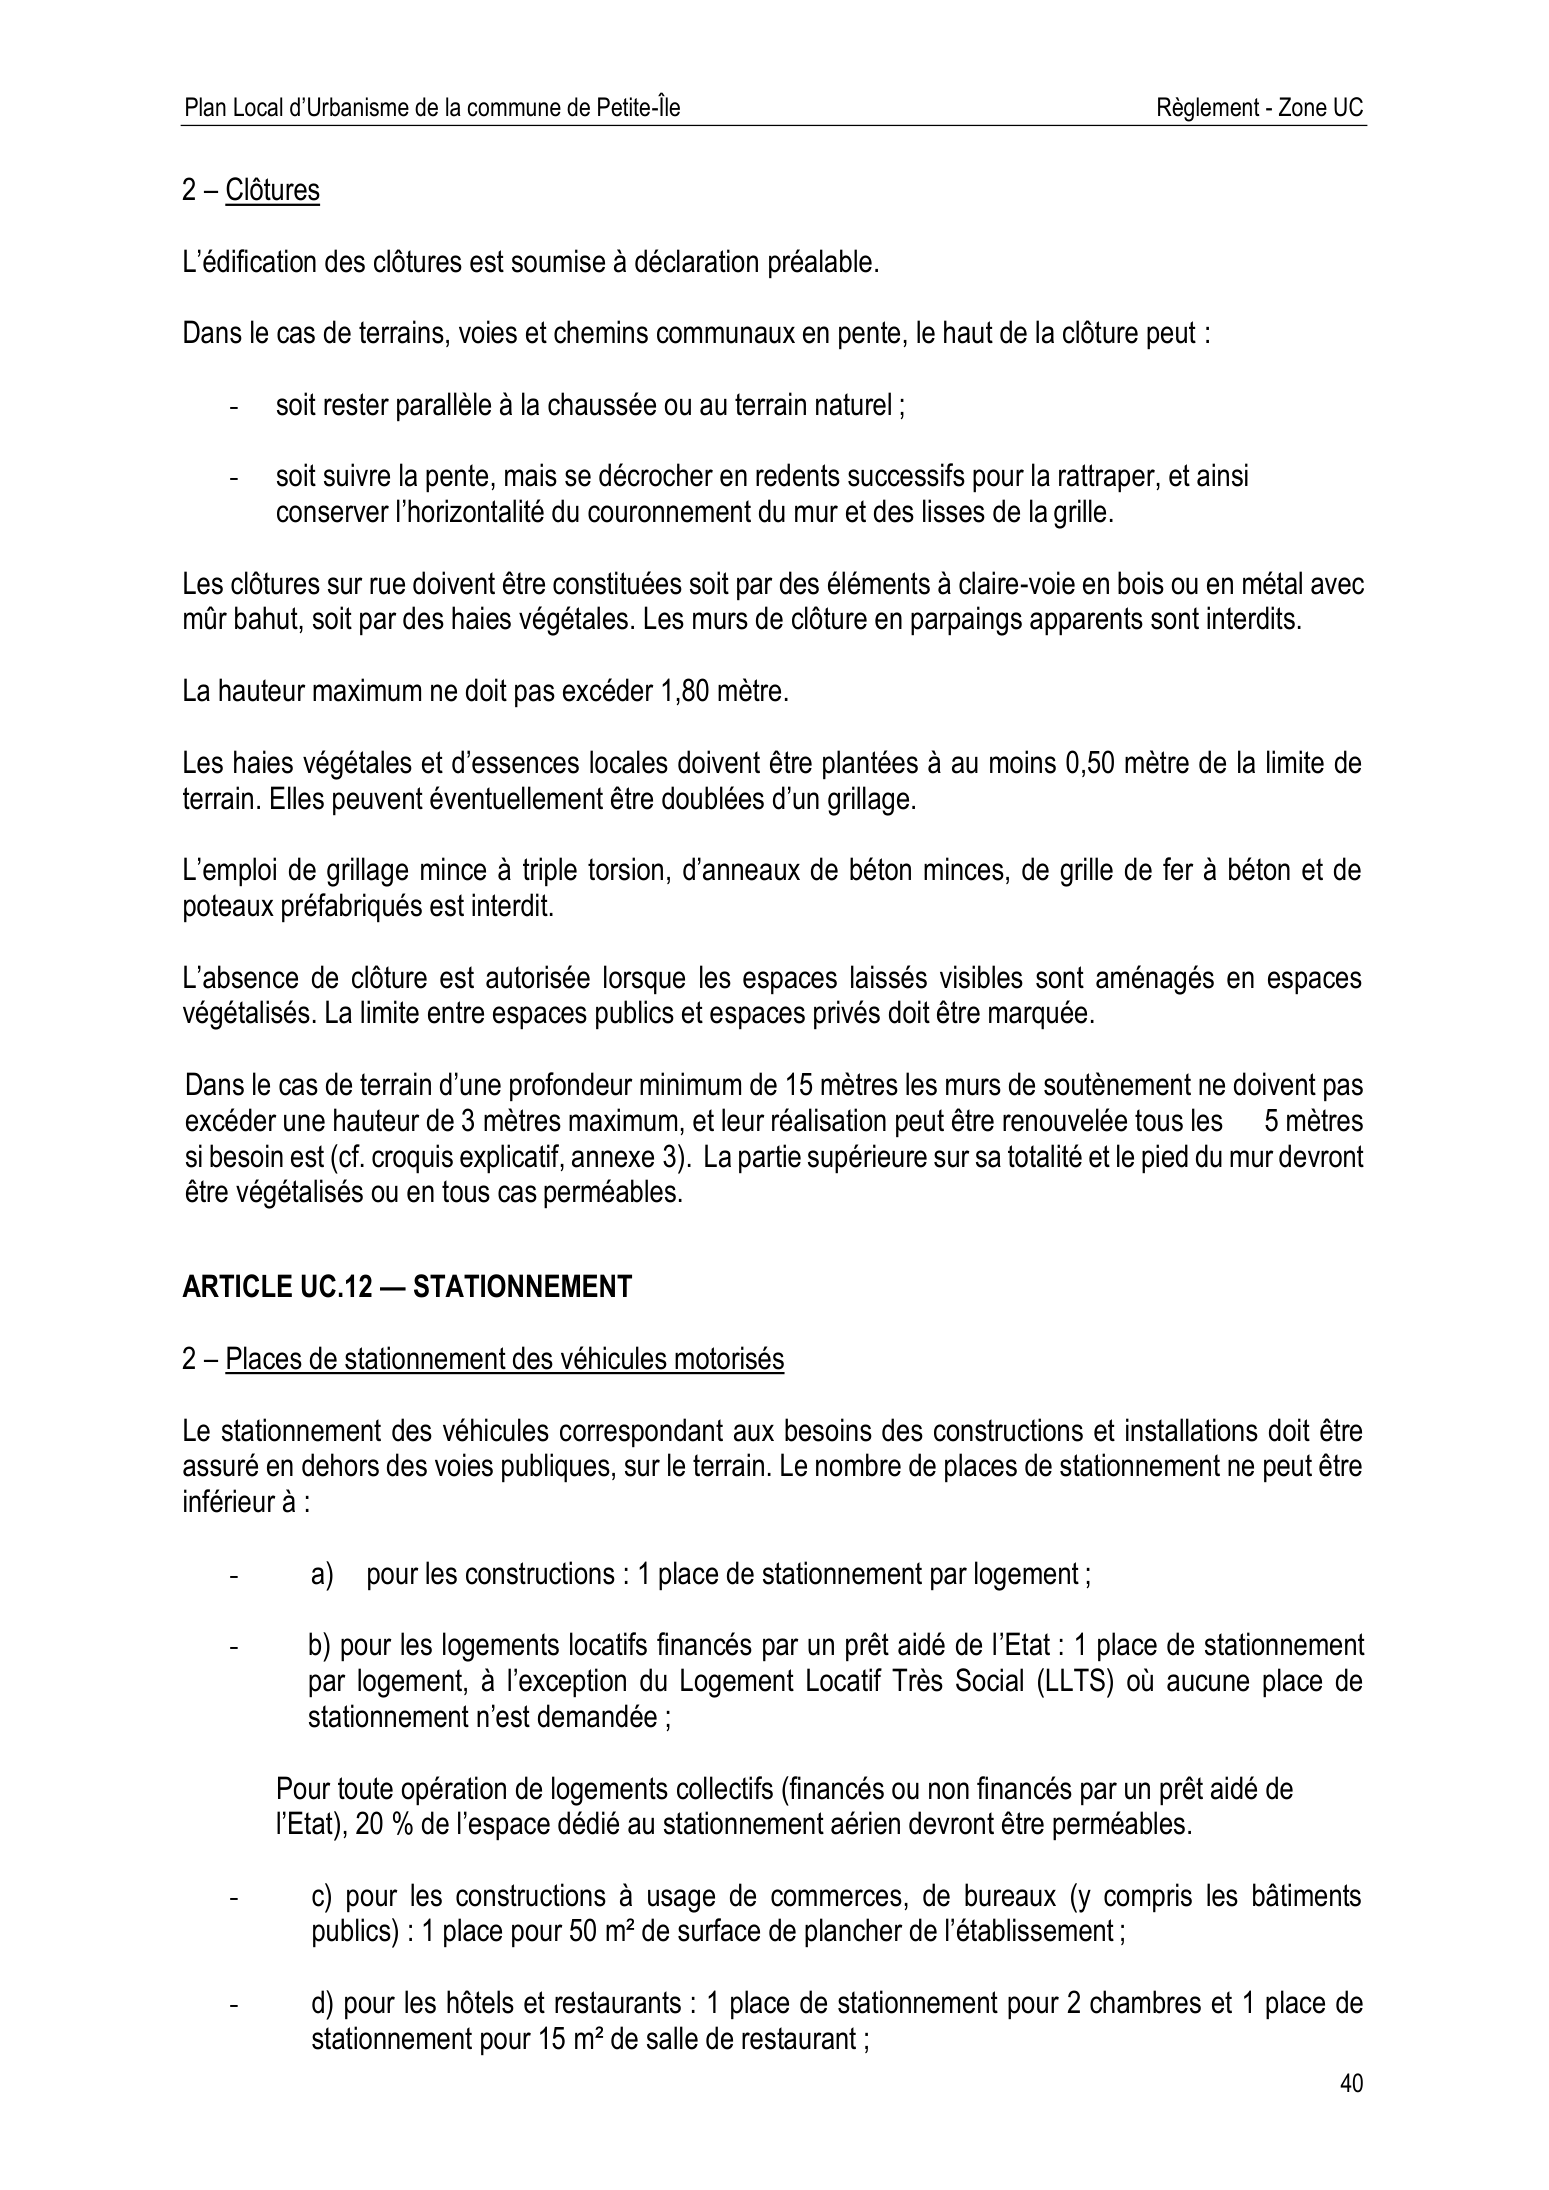 Plan Local d’Urbanisme de la commune de Petite-Île Règlement - Zone UC
2 – Clôtures
L’édification des clôtures est soumise à déclaration préalable.
Dans le cas de terrains, voies et chemins communaux en pente, le haut de la clôture peut :
- soit rester parallèle à la chaussée ou au terrain naturel ;
- soit suivre la pente, mais se décrocher en redents successifs pour la rattraper, et ainsi
conserver l’horizontalité du couronnement du mur et des lisses de la grille.
Les clôtures sur rue doivent être constituées soit par des éléments à claire-voie en bois ou en métal avec
mûr bahut, soit par des haies végétales. Les murs de clôture en parpaings apparents sont interdits.
La hauteur maximum ne doit pas excéder 1,80 mètre.
Les haies végétales et d’essences locales doivent être plantées à au moins 0,50 mètre de la limite de
terrain. Elles peuvent éventuellement être doublées d’un grillage.
L’emploi de grillage mince à triple torsion, d’anneaux de béton minces, de grille de fer à béton et de
poteaux préfabriqués est interdit.
L’absence de clôture est autorisée lorsque les espaces laissés visibles sont aménagés en espaces
végétalisés. La limite entre espaces publics et espaces privés doit être marquée.
Dans le cas de terrain d’une profondeur minimum de 15 mètres les murs de soutènement ne doivent pas
excéder une hauteur de 3 mètres maximum, et leur réalisation peut être renouvelée tous les 5 mètres
si besoin est (cf. croquis explicatif, annexe 3). La partie supérieure sur sa totalité et le pied du mur devront
être végétalisés ou en tous cas perméables.
ARTICLE UC.12 — STATIONNEMENT
2 – Places de stationnement des véhicules motorisés
Le stationnement des véhicules correspondant aux besoins des constructions et installations doit être
assuré en dehors des voies publiques, sur le terrain. Le nombre de places de stationnement ne peut être
inférieur à :
- a) pour les constructions : 1 place de stationnement par logement ;
- b) pour les logements locatifs financés par un prêt aidé de l’Etat : 1 place de stationnement
par logement, à l’exception du Logement Locatif Très Social (LLTS) où aucune place de
stationnement n’est demandée ;
Pour toute opération de logements collectifs (financés ou non financés par un prêt aidé de
l’Etat), 20 % de l’espace dédié au stationnement aérien devront être perméables.
- c) pour les constructions à usage de commerces, de bureaux (y compris les bâtiments
publics) : 1 place pour 50 m² de surface de plancher de l’établissement ;
- d) pour les hôtels et restaurants : 1 place de stationnement pour 2 chambres et 1 place de
stationnement pour 15 m² de salle de restaurant ;
40